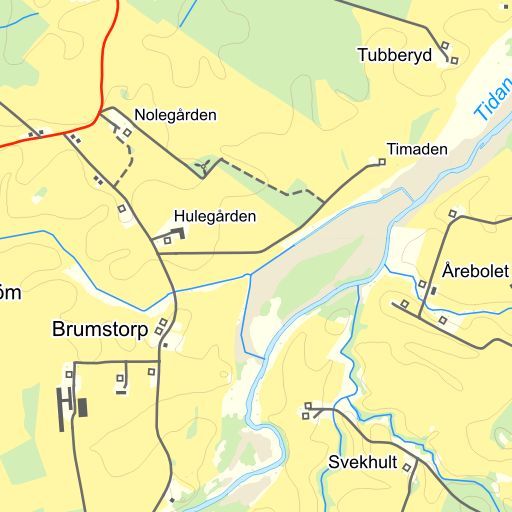 Tubberyd
Tidan
Nolegården
Timaden
Hulegården
Årebolet
öm
Brumstorp
Svekhult